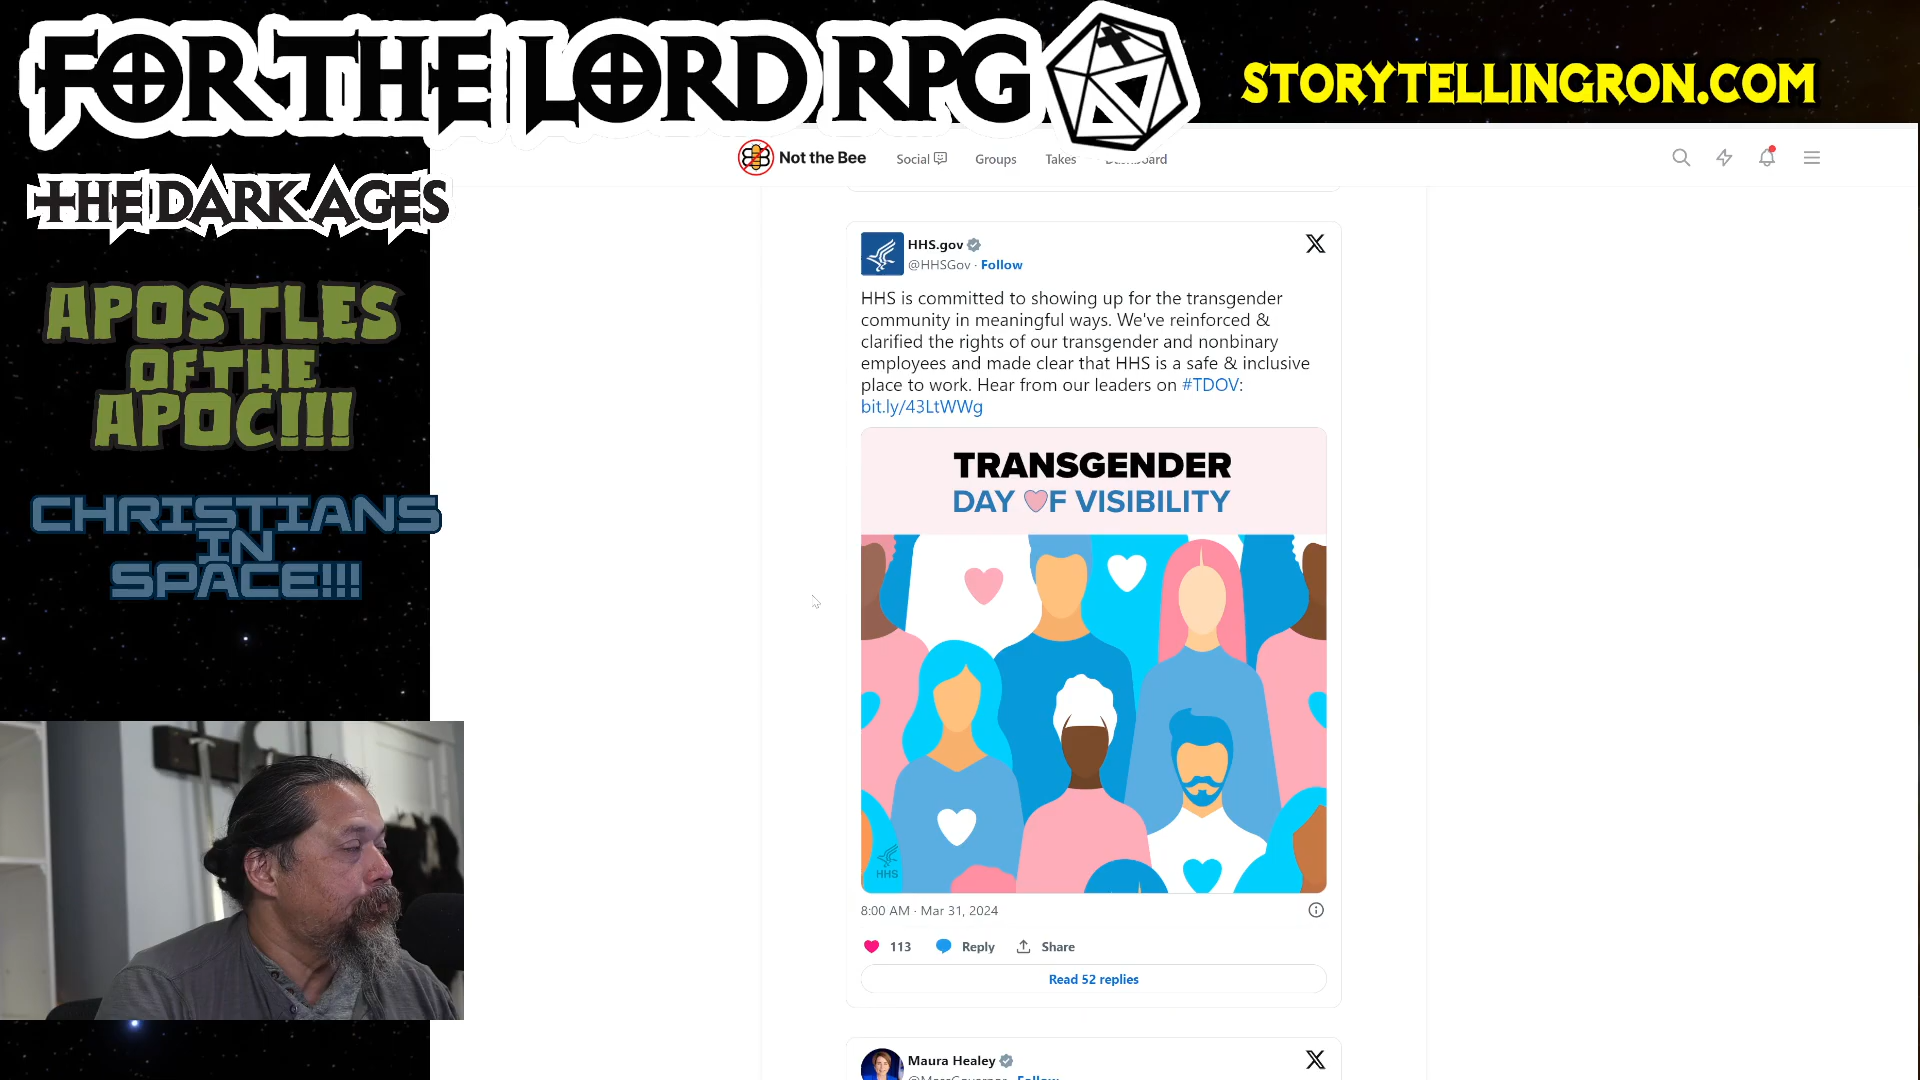 FOR THE LORD RPG
STORYTELLINGRON.COM
THE DARK AGES
APOSTLES
OF THE
APOC!!!
CHRISTIANS
IN
SPACE!!!
Not the Bee
Social
Groups
Takes
Dashboard
HHS.gov
@HHSGov · Follow
HHS is committed to showing up for the transgender
community in meaningful ways. We've reinforced &
clarified the rights of our transgender and nonbinary
employees and made clear that HHS is a safe & inclusive
place to work. Hear from our leaders on #TDOV:
bit.ly/43LtWWg
TRANSGENDER
DAY OF VISIBILITY
HHS
8:00 AM · Mar 31, 2024
113 Reply Share
Read 52 replies
Maura Healey
@MassGovernor · Follow